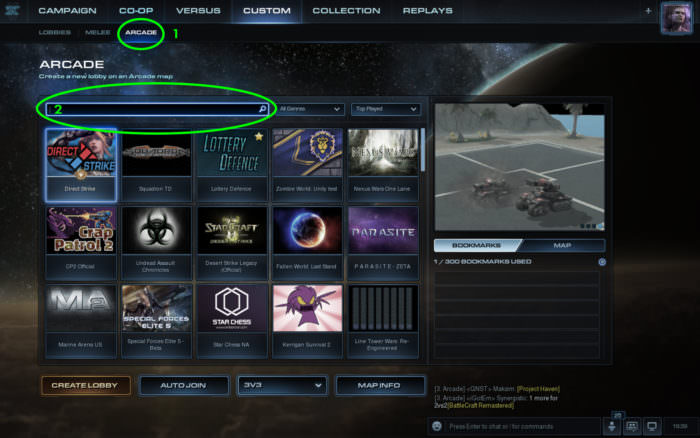 CAMPAIGN CO-OP VERSUS CUSTOM COLLECTION REPLAYS
LOBBIES MELEE ARCADE 1
ARCADE
Create a new lobby on an Arcade map
2 All Genres Top Played
DIRECT STRIKE
SQUADRON
LOTTERY DEFENCE
NEXUS WARS
Direct Strike Squadron TD Lottery Defence Zombie World: Unity test Nexus Wars One Lane
CRAP PATROL 2
STARCRAFT
DESERT STRIKE
PARASITE
CP2 Official Undead Assault Chronicles Desert Strike Legacy (Official) Fallen World: Last Stand P A R A S I T E - ZETA
MA
SPECIAL FORCES ELITE 5
STAR CHESS
Marine Arena US Special Forces Elite 5 - Bots Star Chess NA Kerrigan Survival 2 Line Tower Wars: Re-Engineered
BOOKMARKS MAP
1 / 300 BOOKMARKS USED
CREATE LOBBY AUTO JOIN 3V3 MAP INFO
[3. Arcade] <GNST> Makam: [Project Haven]
[3. Arcade] <iGotEm> Synergistic: 1 more for
2vs2[BattleCraft Remastered]
Press Enter to chat or / for commands